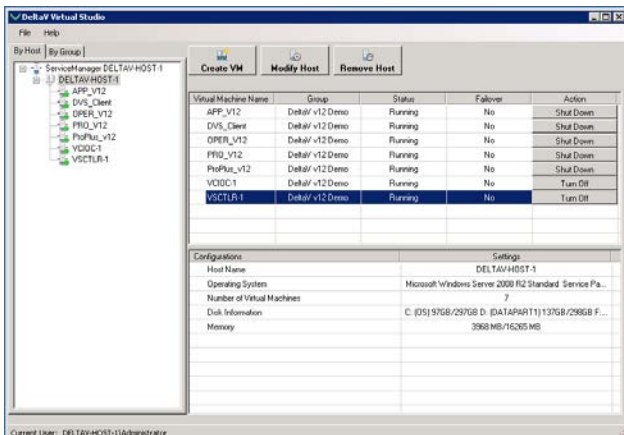 DeltaV Virtual Studio
File Help
By Host By Group
ServiceManager DELTAV-HOST-1
DELTAV-HOST-1
APP_V12
DVS_Client
OPER_V12
PRO_V12
ProPlus_v12
VCIOC-1
VSCTLR-1
Create VM Modify Host Remove Host
Virtual Machine Name Group Status Failover Action
APP_V12 DeltaV v12 Demo Running No Shut Down
DVS_Client DeltaV v12 Demo Running No Shut Down
OPER_V12 DeltaV v12 Demo Running No Shut Down
PRO_V12 DeltaV v12 Demo Running No Shut Down
ProPlus_v12 DeltaV v12 Demo Running No Shut Down
VCIOC-1 DeltaV v12 Demo Running No Turn Off
VSCTLR-1 DeltaV v12 Demo Running No Turn Off
Configurations Settings
Host Name DELTAV-HOST-1
Operating System Microsoft Windows Server 2008 R2 Standard Service Pa...
Number of Virtual Machines 7
Disk Information C: (OS) 97GB/297GB D: (DATAPART1) 137GB/298GB F...
Memory 3968 MB/16265 MB
Current User: DELTAV-HOST-1\Administrator